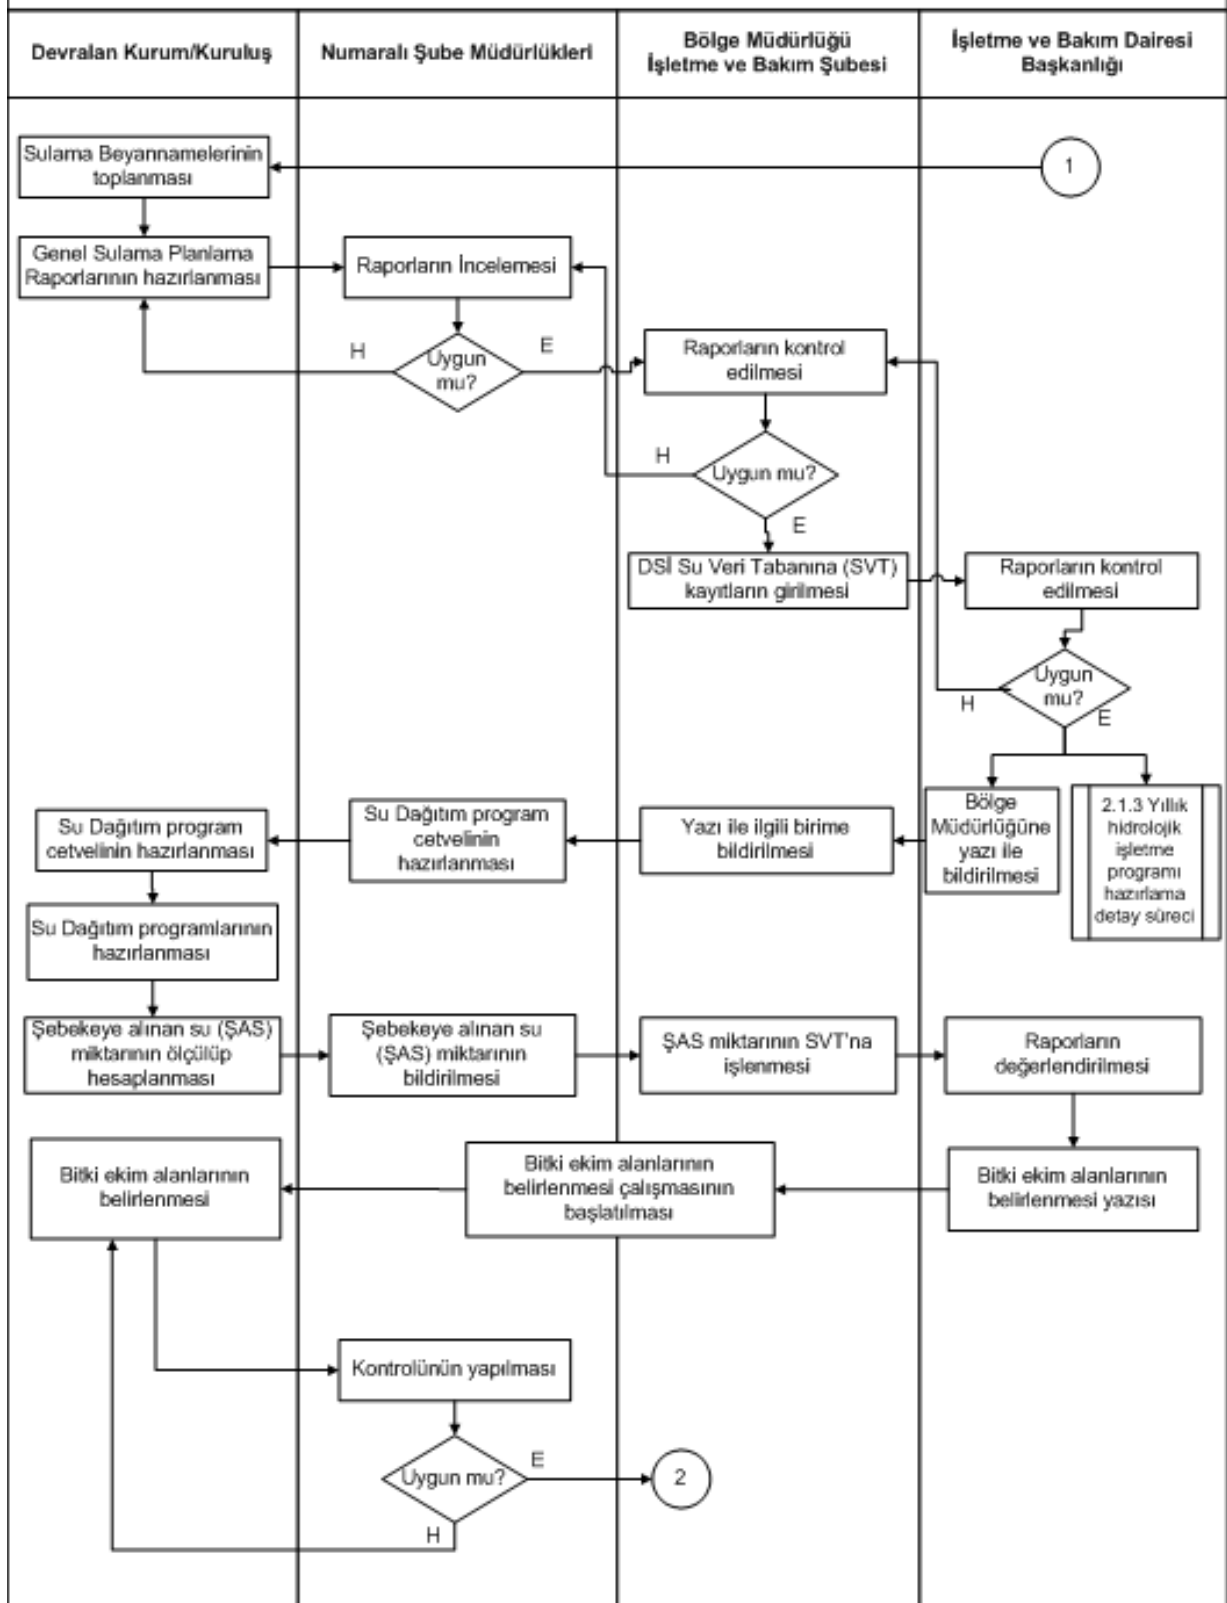 Devralan Kurum/Kuruluş
Numaralı Şube Müdürlükleri
Bölge Müdürlüğü
İşletme ve Bakım Şubesi
İşletme ve Bakım Dairesi
Başkanlığı
Sulama Beyannamelerinin
toplanması
1
Genel Sulama Planlama
Raporlarının hazırlanması
Raporların İncelemesi
H
Uygun
mu?
E
Raporların kontrol
edilmesi
H
Uygun mu?
E
DSİ Su Veri Tabanına (SVT)
kayıtların girilmesi
Raporların kontrol
edilmesi
Uygun
mu?
H
E
Su Dağıtım program
cetvelinin hazırlanması
Su Dağıtım program
cetvelinin
hazırlanması
Yazı ile ilgili birime
bildirilmesi
Bölge
Müdürlüğüne
yazı ile
bildirilmesi
2.1.3 Yıllık
hidrolojik
işletme
programı
hazırlama
detay süreci
Su Dağıtım programlarının
hazırlanması
Şebekeye alınan su (ŞAS)
miktarının ölçülüp
hesaplanması
Şebekeye alınan su
(ŞAS) miktarının
bildirilmesi
ŞAS miktarının SVT'na
işlenmesi
Raporların
değerlendirilmesi
Bitki ekim alanlarının
belirlenmesi
Bitki ekim alanlarının
belirlenmesi çalışmasının
başlatılması
Bitki ekim alanlarının
belirlenmesi yazısı
Kontrolünün yapılması
Uygun mu?
E
2
H